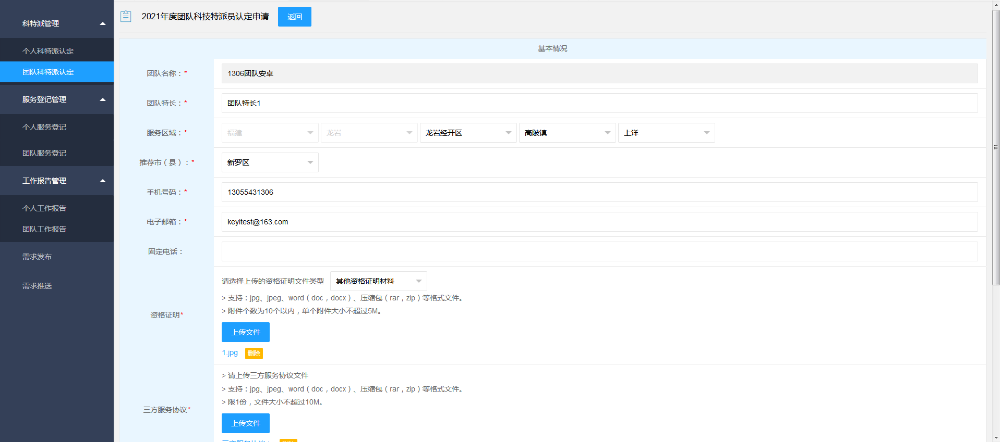 科特派管理
个人科特派认定
团队科特派认定
服务登记管理
个人服务登记
团队服务登记
工作报告管理
个人工作报告
团队工作报告
需求发布
需求推送
2021年度团队科技特派员认定申请 返回
基本情况
团队名称：* 1306团队安卓
团队特长：* 团队特长1
服务区域：* 福建 龙岩 龙岩经开区 高陂镇 上洋
推荐市（县）：* 新罗区
手机号码：* 13055431306
电子邮箱：* keyitest@163.com
固定电话：
资格证明*
请选择上传的资格证明文件类型 其他资格证明材料
> 支持：jpg、jpeg、word（doc，docx）、压缩包（rar，zip）等格式文件。
> 附件个数为10个以内，单个附件大小不超过5M。
上传文件
1.jpg 删除
三方服务协议*
> 请上传三方服务协议文件
> 支持：jpg、jpeg、word（doc，docx）、压缩包（rar，zip）等格式文件。
> 限1份，文件大小不超过10M。
上传文件